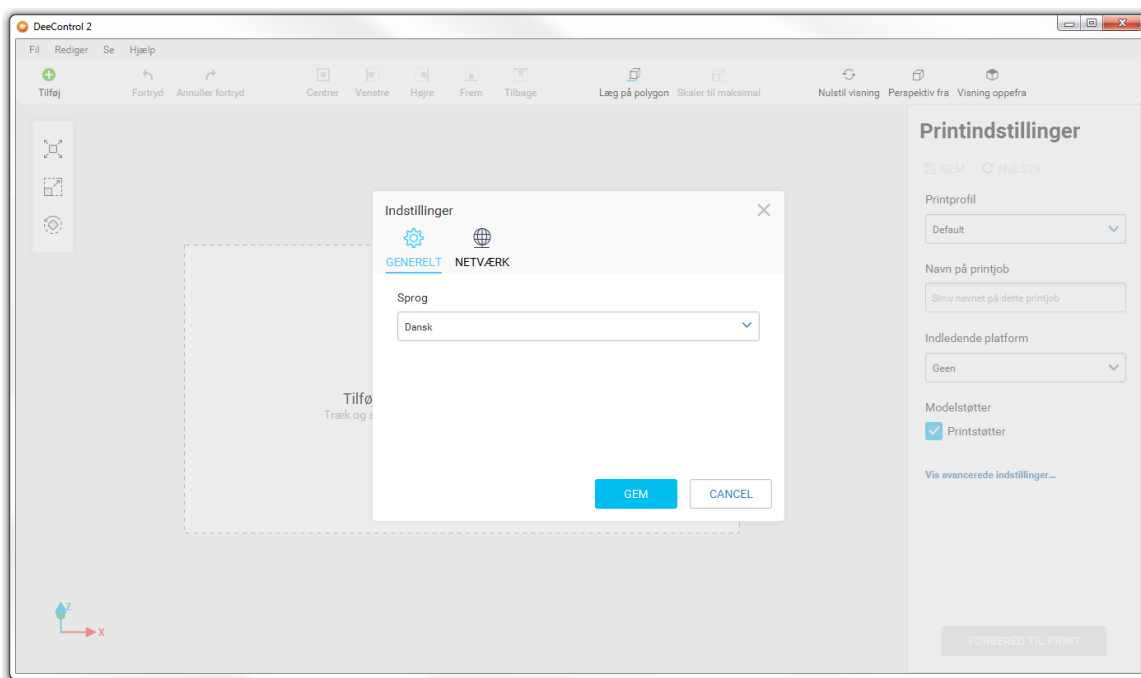 DeeControl 2
Fil Rediger Se Hjælp
Tilføj Fortryd Annuller fortryd Centrer Venstre Højre Frem Tilbage Læg på polygon Skaler til maksimal Nulstil visning Perspektiv fra Visning oppefra
Printindstillinger
GEM NULSTIL
Printprofil
Default
Navn på printjob
Skriv navnet på dette printjob
Indledende platform
Geen
Modelstøtter
Printstøtter
Vis avancerede indstillinger...
FORBERED TIL PRINT
Indstillinger
GENERELT NETVÆRK
Sprog
Dansk
GEM CANCEL
Tilføj
Træk og
Z
X